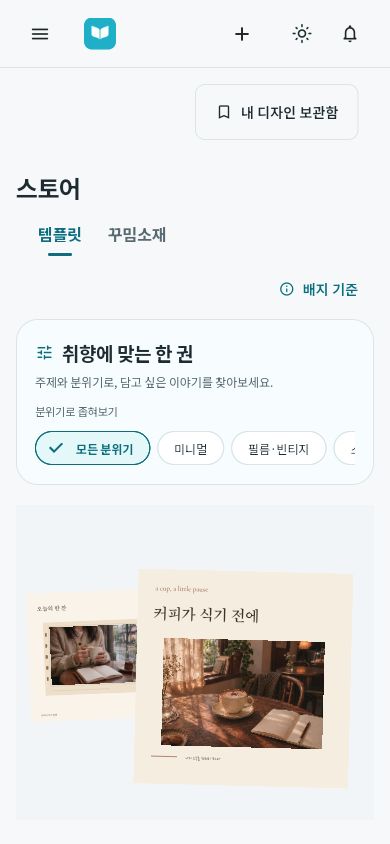 내 디자인 보관함
스토어
템플릿 꾸밈소재
배지 기준
취향에 맞는 한 권
주제와 분위기로, 담고 싶은 이야기를 찾아보세요.
분위기로 좁혀보기
모든 분위기 미니멀 필름·빈티지
a cup, a little pause
커피가 식기 전에
오늘의 한 잔